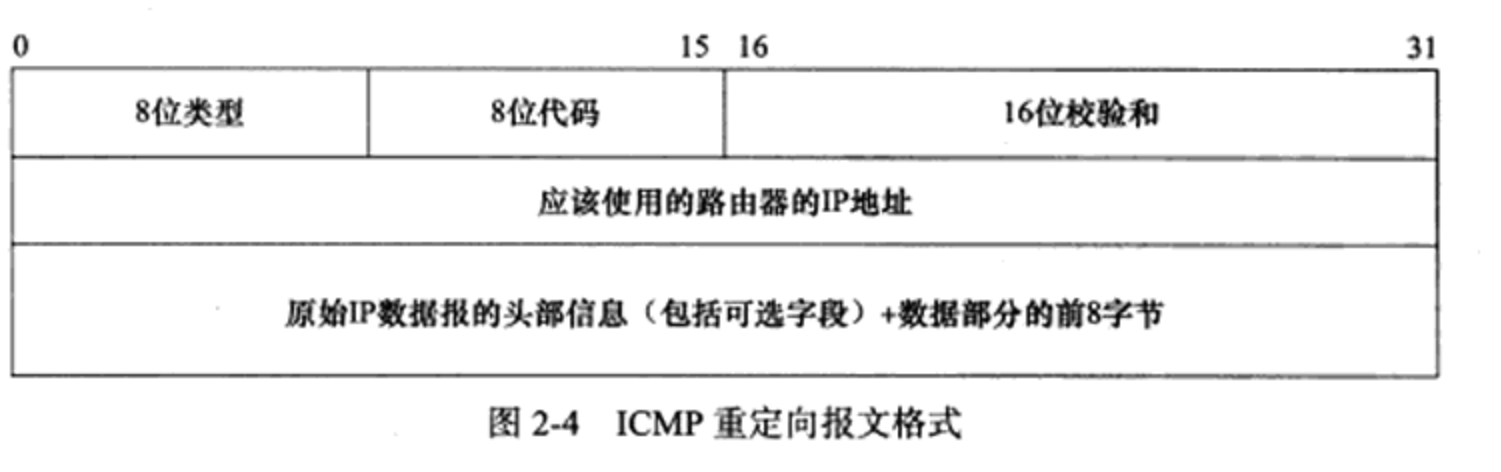 0 15 16 31
8位类型 8位代码 16位校验和
应该使用的路由器的IP地址
原始IP数据报的头部信息（包括可选字段）+数据部分的前8字节
图 2-4 ICMP 重定向报文格式